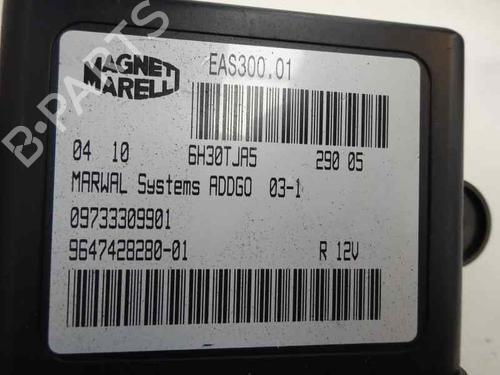 MAGNETI MARELLI
EAS300.01
04 10 6H30TJA5 290 05
MARWAL Systems ADDGO 03-1
09733309901
9647428280-01 R 12V
B-PARTS